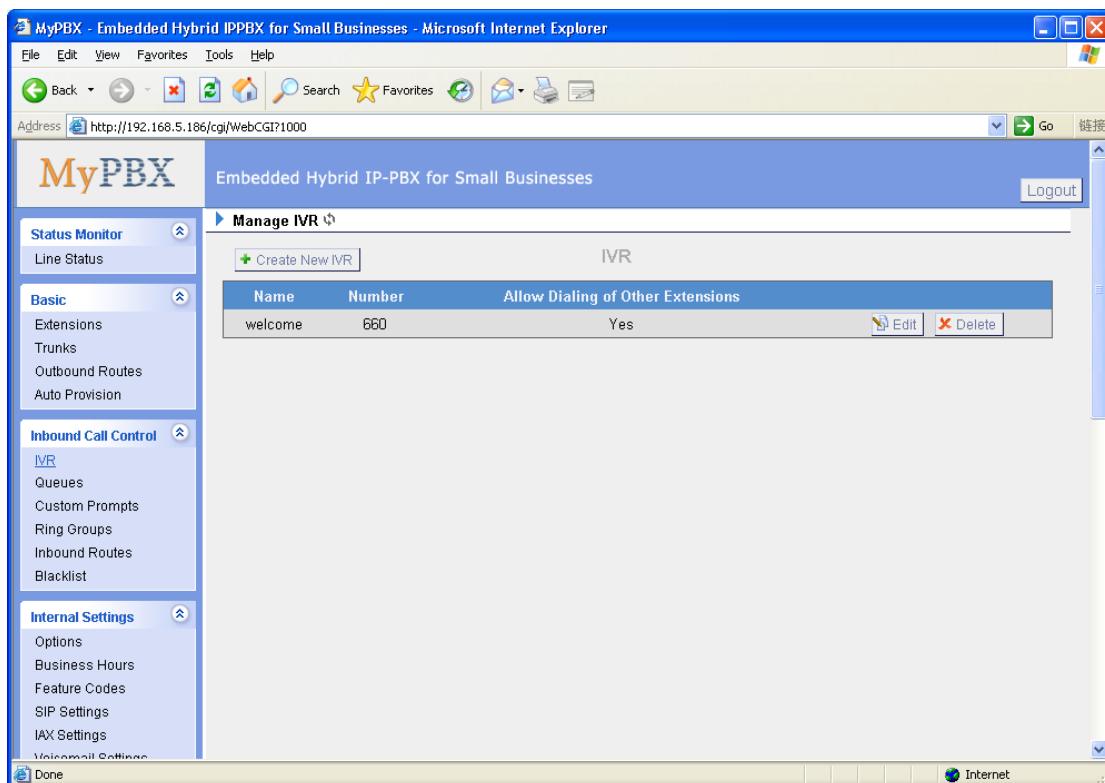 MyPBX - Embedded Hybrid IPPBX for Small Businesses - Microsoft Internet Explorer
File Edit View Favorites Tools Help
Back Search Favorites
Address http://192.168.5.186/cgi/WebCGI?1000 Go 链接
MyPBX Embedded Hybrid IP-PBX for Small Businesses
Logout
Manage IVR
Status Monitor
Line Status
Create New IVR IVR
Basic
Name Number Allow Dialing of Other Extensions
Extensions
welcome 660 Yes Edit Delete
Trunks
Outbound Routes
Auto Provision
Inbound Call Control
IVR
Queues
Custom Prompts
Ring Groups
Inbound Routes
Blacklist
Internal Settings
Options
Business Hours
Feature Codes
SIP Settings
IAX Settings
Voicemail Settings
Done Internet